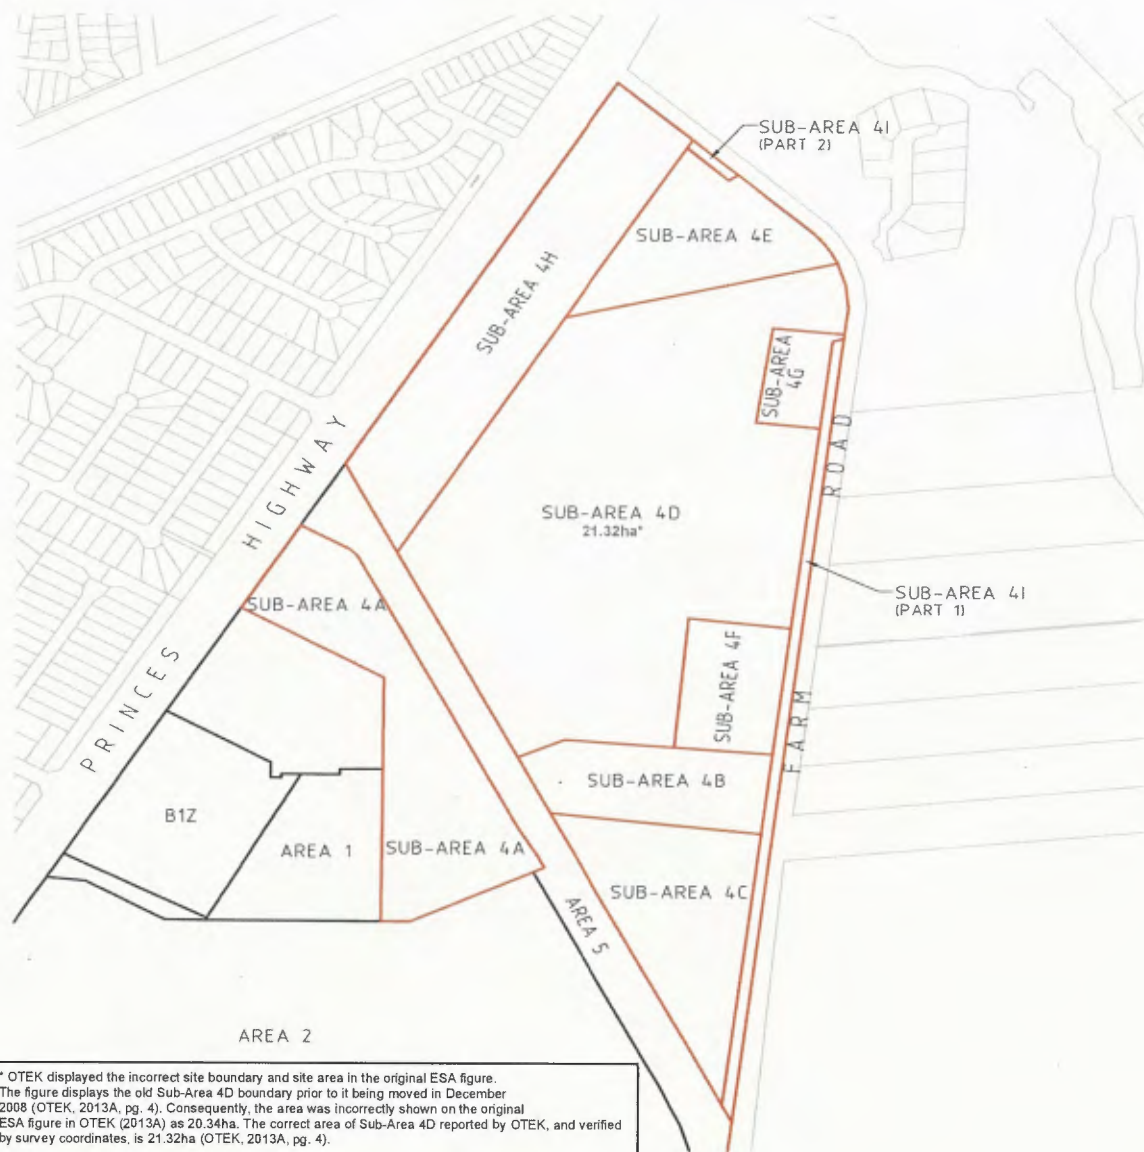 SUB-AREA 4I
(PART 2)
SUB-AREA 4E
SUB-AREA 4H
SUB-AREA
4G
PRINCES HIGHWAY
FARM ROAD
SUB-AREA 4D
21.32ha*
SUB-AREA 4I
(PART 1)
SUB-AREA 4A
SUB-AREA 4F
SUB-AREA 4B
B1Z
AREA 1
SUB-AREA 4A
SUB-AREA 4C
AREA 5
AREA 2
* OTEK displayed the incorrect site boundary and site area in the original ESA figure.
The figure displays the old Sub-Area 4D boundary prior to it being moved in December
2008 (OTEK, 2013A, pg. 4). Consequently, the area was incorrectly shown on the original
ESA figure in OTEK (2013A) as 20.34ha. The correct area of Sub-Area 4D reported by OTEK, and verified
by survey coordinates, is 21.32ha (OTEK, 2013A, pg. 4).